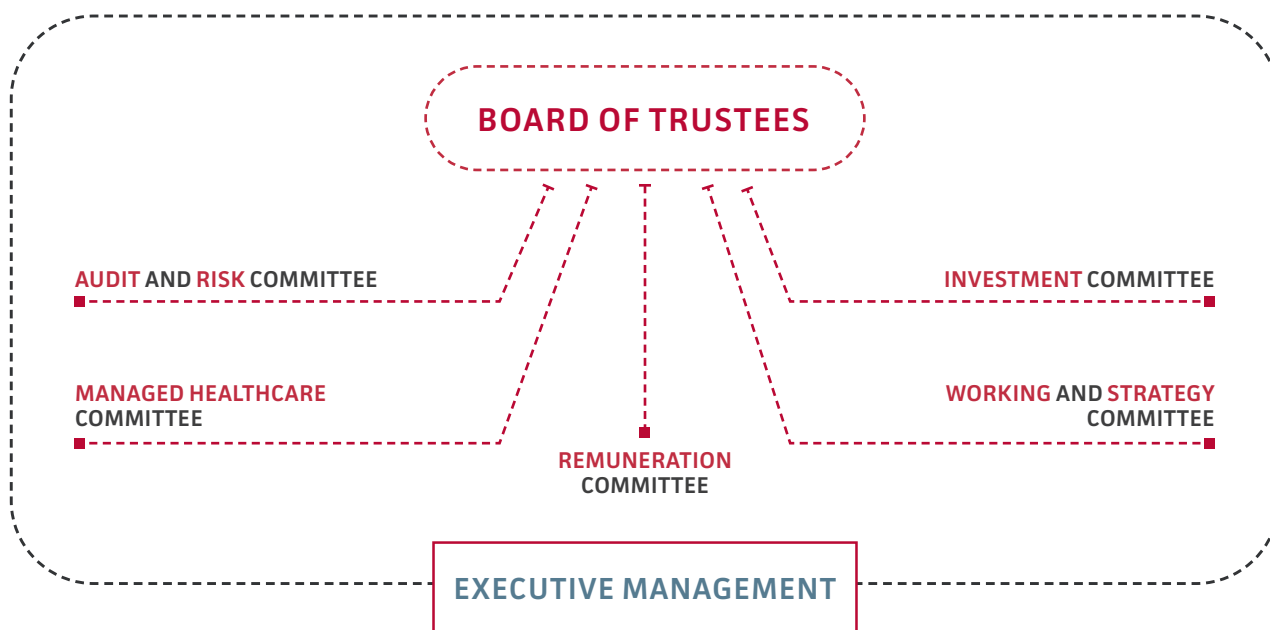 BOARD OF TRUSTEES
AUDIT AND RISK COMMITTEE
INVESTMENT COMMITTEE
MANAGED HEALTHCARE
COMMITTEE
WORKING AND STRATEGY
COMMITTEE
REMUNERATION
COMMITTEE
EXECUTIVE MANAGEMENT